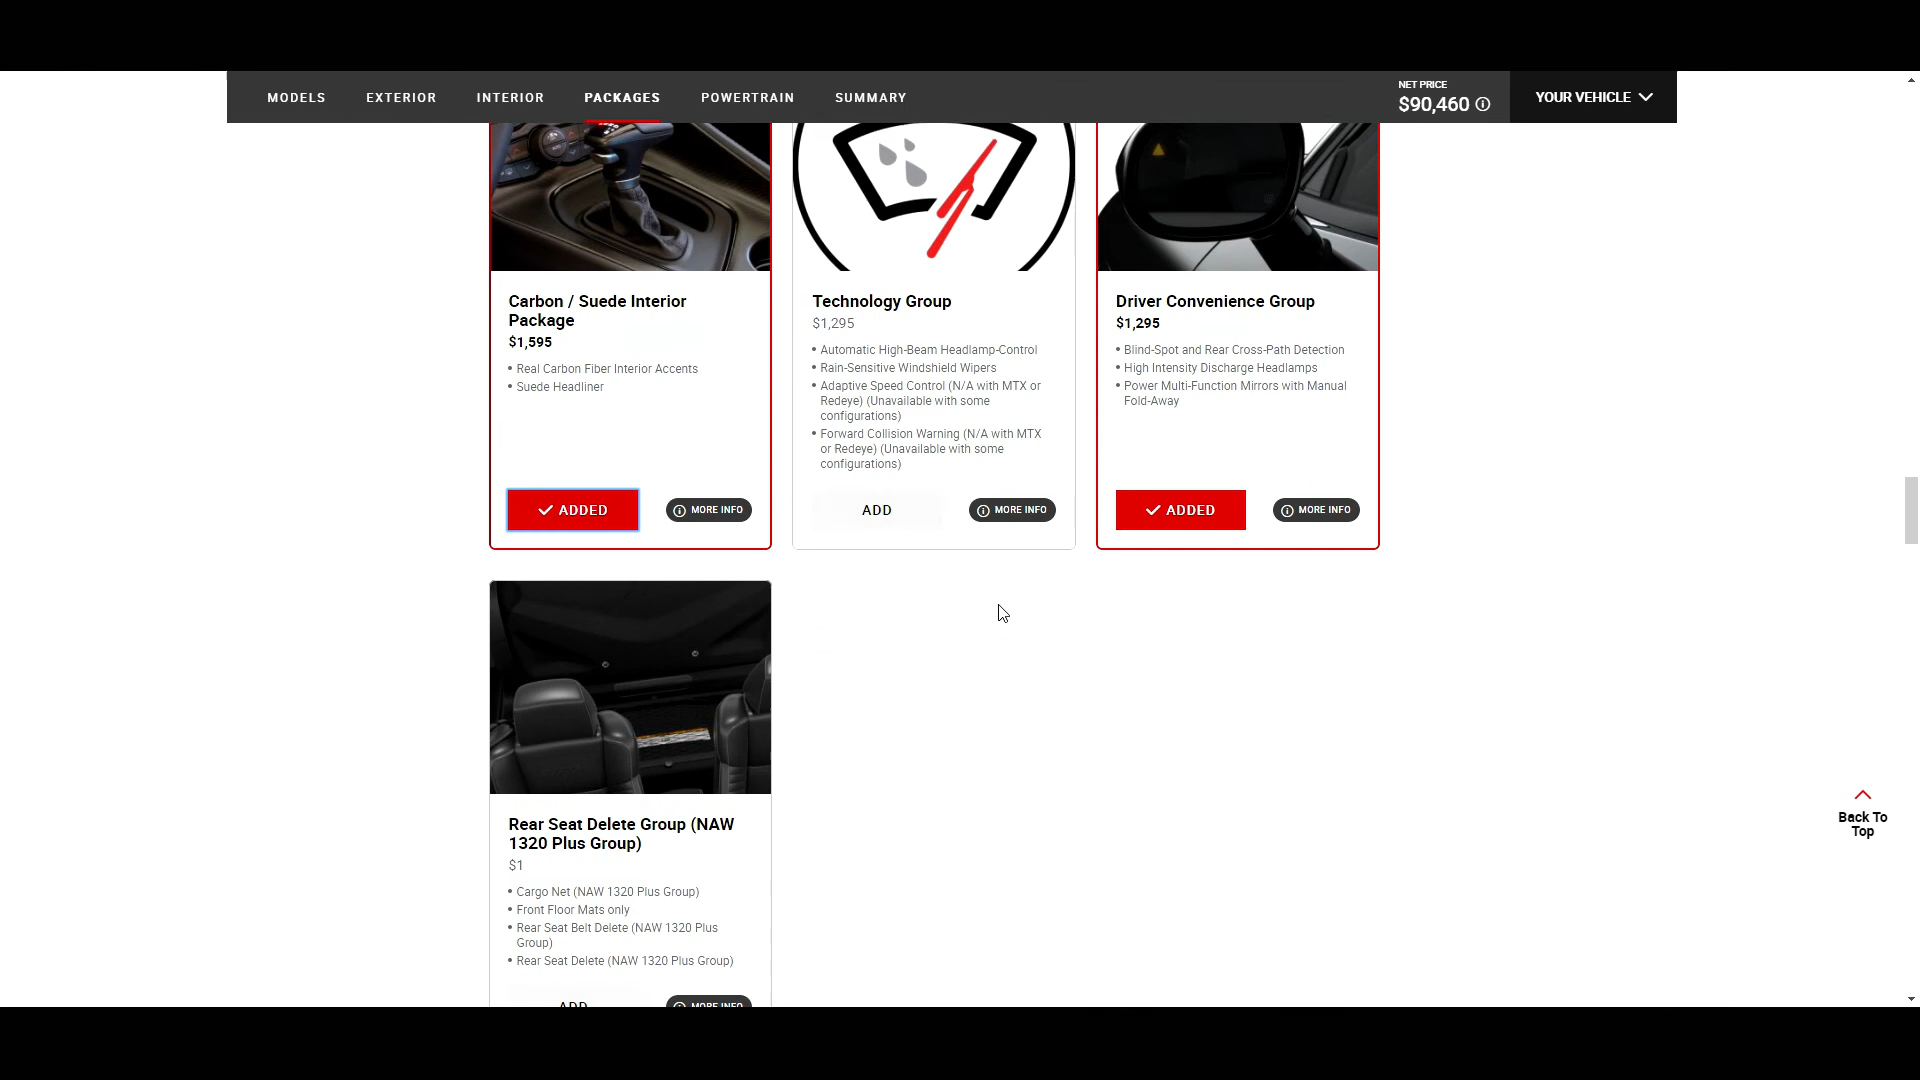 MODELS
EXTERIOR
INTERIOR
PACKAGES
POWERTRAIN
SUMMARY
NET PRICE
$90,460
YOUR VEHICLE
Carbon / Suede Interior
Package
$1,595
• Real Carbon Fiber Interior Accents
• Suede Headliner
ADDED
MORE INFO
Technology Group
$1,295
• Automatic High-Beam Headlamp-Control
• Rain-Sensitive Windshield Wipers
• Adaptive Speed Control (N/A with MTX or
Redeye) (Unavailable with some
configurations)
• Forward Collision Warning (N/A with MTX
or Redeye) (Unavailable with some
configurations)
ADD
MORE INFO
Driver Convenience Group
$1,295
• Blind-Spot and Rear Cross-Path Detection
• High Intensity Discharge Headlamps
• Power Multi-Function Mirrors with Manual
Fold-Away
ADDED
MORE INFO
Rear Seat Delete Group (NAW
1320 Plus Group)
$1
• Cargo Net (NAW 1320 Plus Group)
• Front Floor Mats only
• Rear Seat Belt Delete (NAW 1320 Plus
Group)
• Rear Seat Delete (NAW 1320 Plus Group)
ADD
MORE INFO
Back To
Top